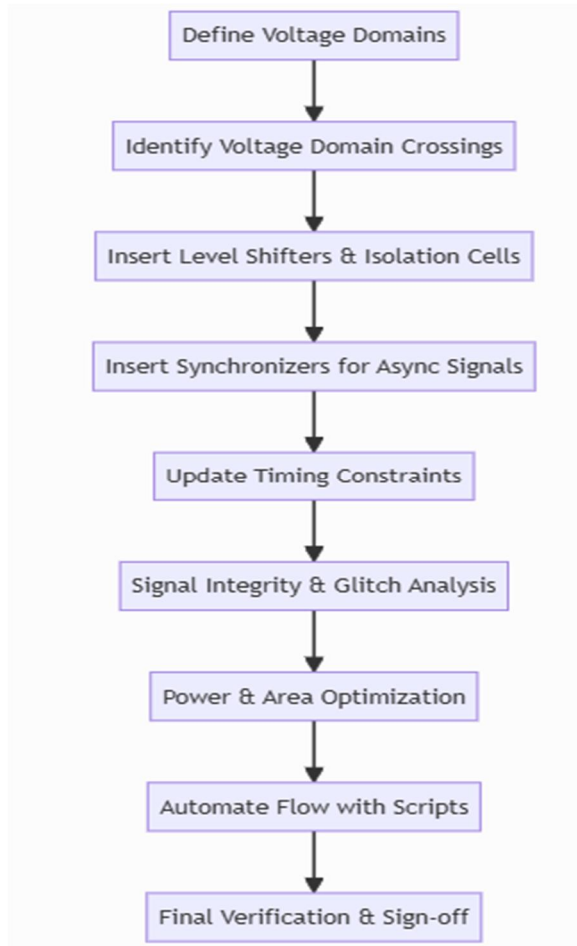 Define Voltage Domains
Identify Voltage Domain Crossings
Insert Level Shifters & Isolation Cells
Insert Synchronizers for Async Signals
Update Timing Constraints
Signal Integrity & Glitch Analysis
Power & Area Optimization
Automate Flow with Scripts
Final Verification & Sign-off